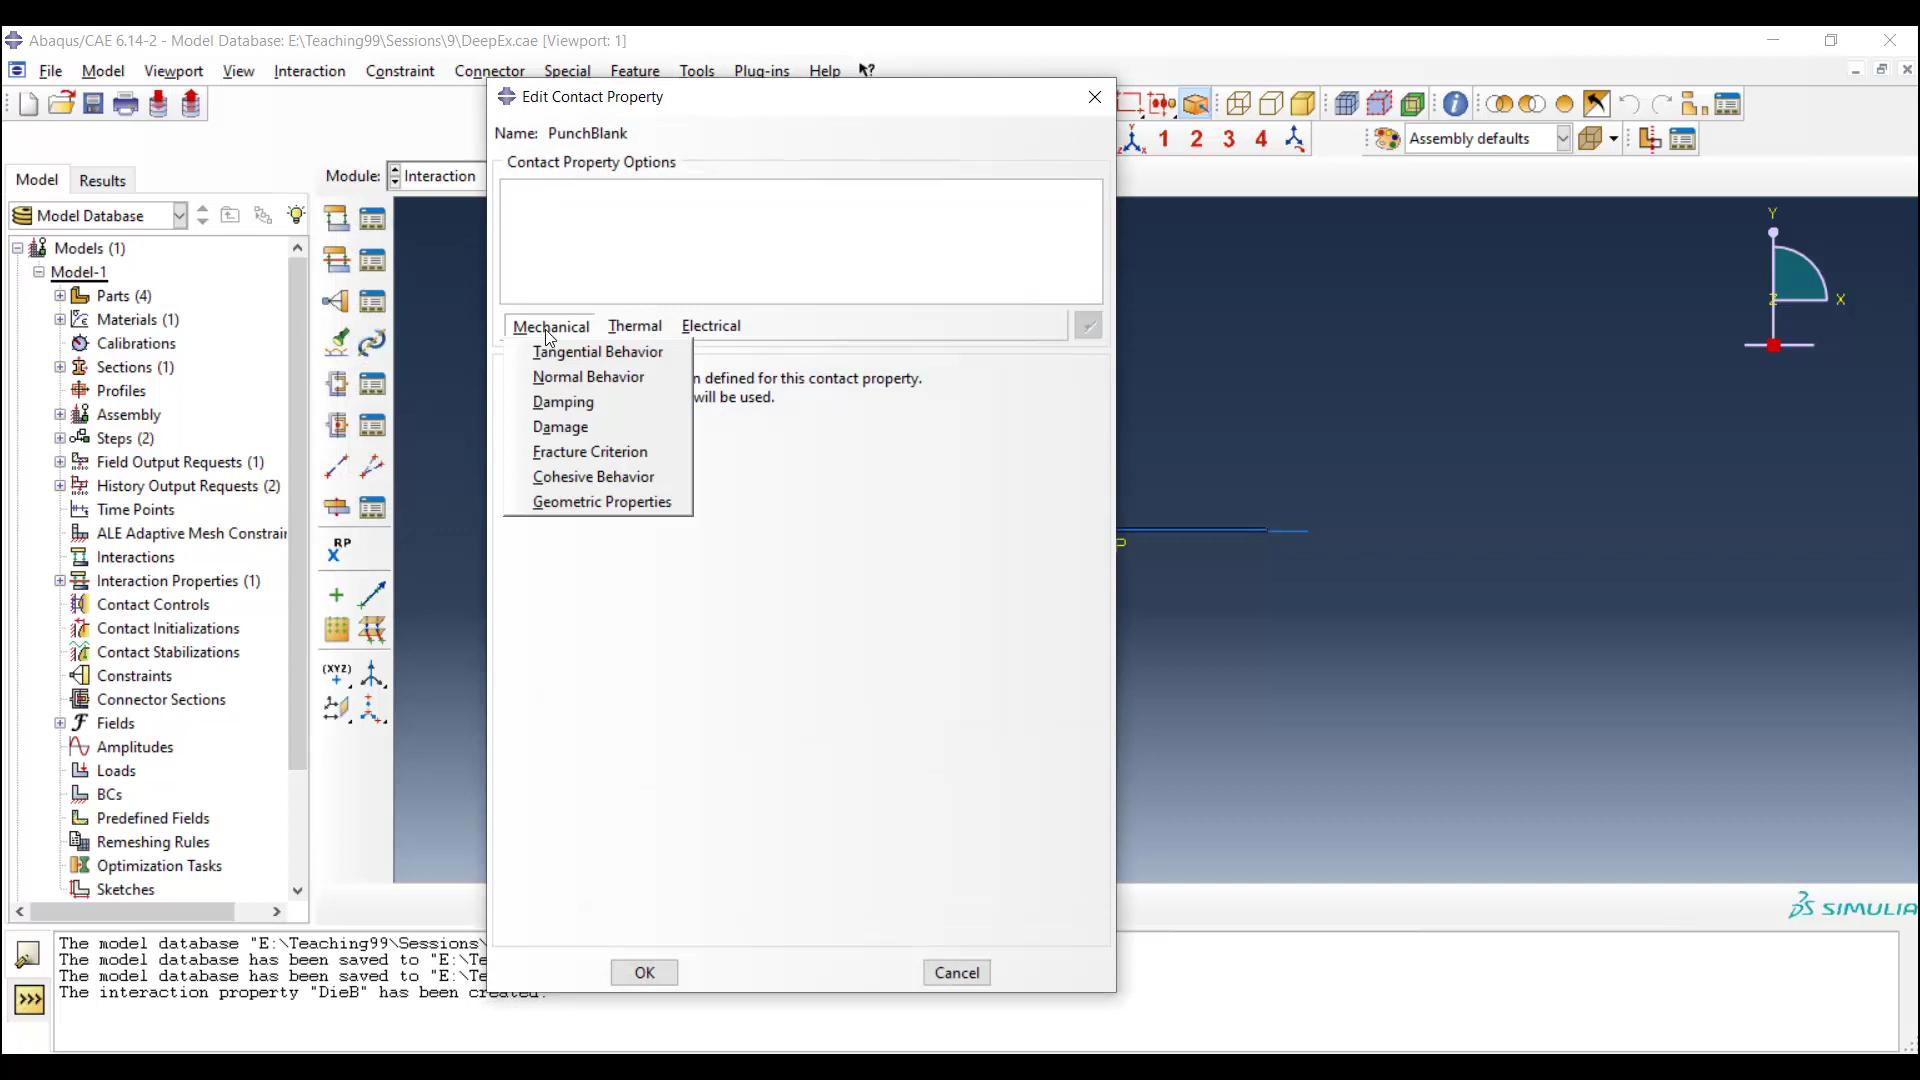 Abaqus/CAE 6.14-2 - Model Database: E:\Teaching99\Sessions\9\DeepEx.cae [Viewport: 1]
File Model Viewport View Interaction Constraint Connector Special Feature Tools Plug-ins Help
Edit Contact Property
Name: PunchBlank
Contact Property Options
1 2 3 4
Assembly defaults
Model Results
Module: Interaction
Model Database
Models (1)
Model-1
Parts (4)
Materials (1)
Calibrations
Sections (1)
Profiles
Assembly
Steps (2)
Field Output Requests (1)
History Output Requests (2)
Time Points
ALE Adaptive Mesh Constrain
Interactions
Interaction Properties (1)
Contact Controls
Contact Initializations
Contact Stabilizations
Constraints
Connector Sections
Fields
Amplitudes
Loads
BCs
Predefined Fields
Remeshing Rules
Optimization Tasks
Sketches
RP
(XYZ)
Mechanical Thermal Electrical
Tangential Behavior
Normal Behavior
Damping
Damage
Fracture Criterion
Cohesive Behavior
Geometric Properties
n defined for this contact property.
will be used.
OK Cancel
Y
Z
X
SIMULIA
The model database "E:\Teaching99\Sessions\
The model database has been saved to "E:\Te
The model database has been saved to "E:\Te
The interaction property "DieB" has been created.